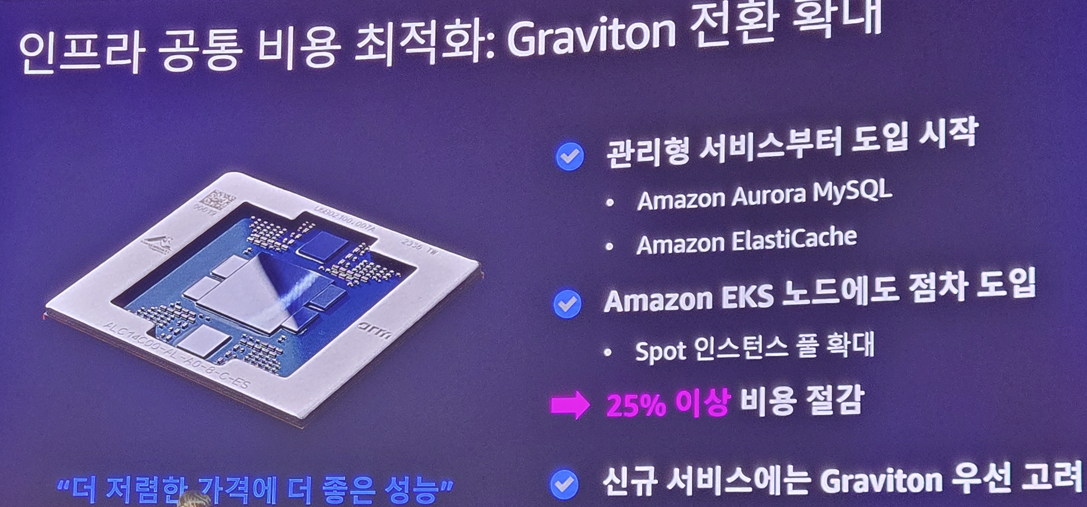 인프라 공통 비용 최적화: Graviton 전환 확대
관리형 서비스부터 도입 시작
• Amazon Aurora MySQL
• Amazon ElastiCache
Amazon EKS 노드에도 점차 도입
• Spot 인스턴스 풀 확대
25% 이상 비용 절감
신규 서비스에는 Graviton 우선 고려
arm
"더 저렴한 가격에 더 좋은 성능"